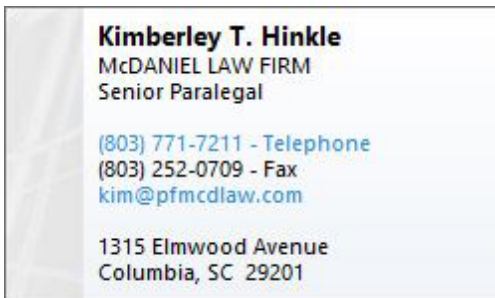 Kimberley T. Hinkle
McDANIEL LAW FIRM
Senior Paralegal
(803) 771-7211 - Telephone
(803) 252-0709 - Fax
kim@pfmcdlaw.com
1315 Elmwood Avenue
Columbia, SC  29201